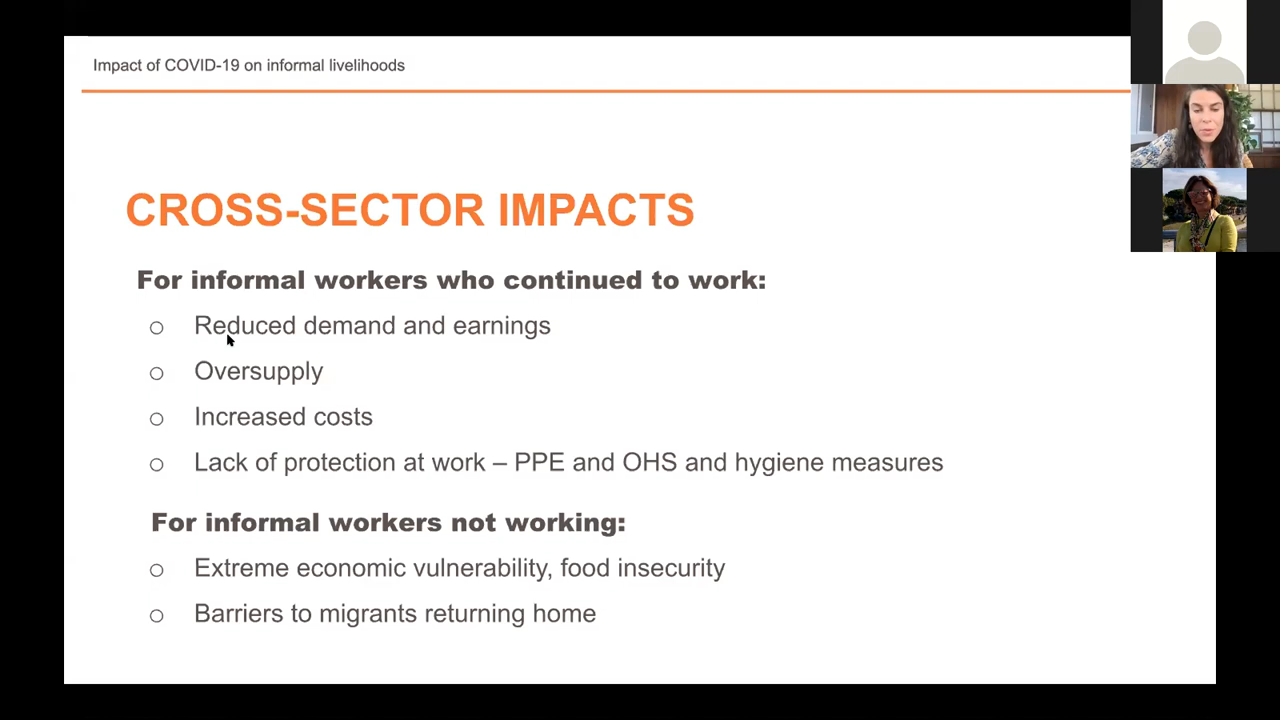 Impact of COVID-19 on informal livelihoods
CROSS-SECTOR IMPACTS
For informal workers who continued to work:
o Reduced demand and earnings
o Oversupply
o Increased costs
o Lack of protection at work – PPE and OHS and hygiene measures
For informal workers not working:
o Extreme economic vulnerability, food insecurity
o Barriers to migrants returning home